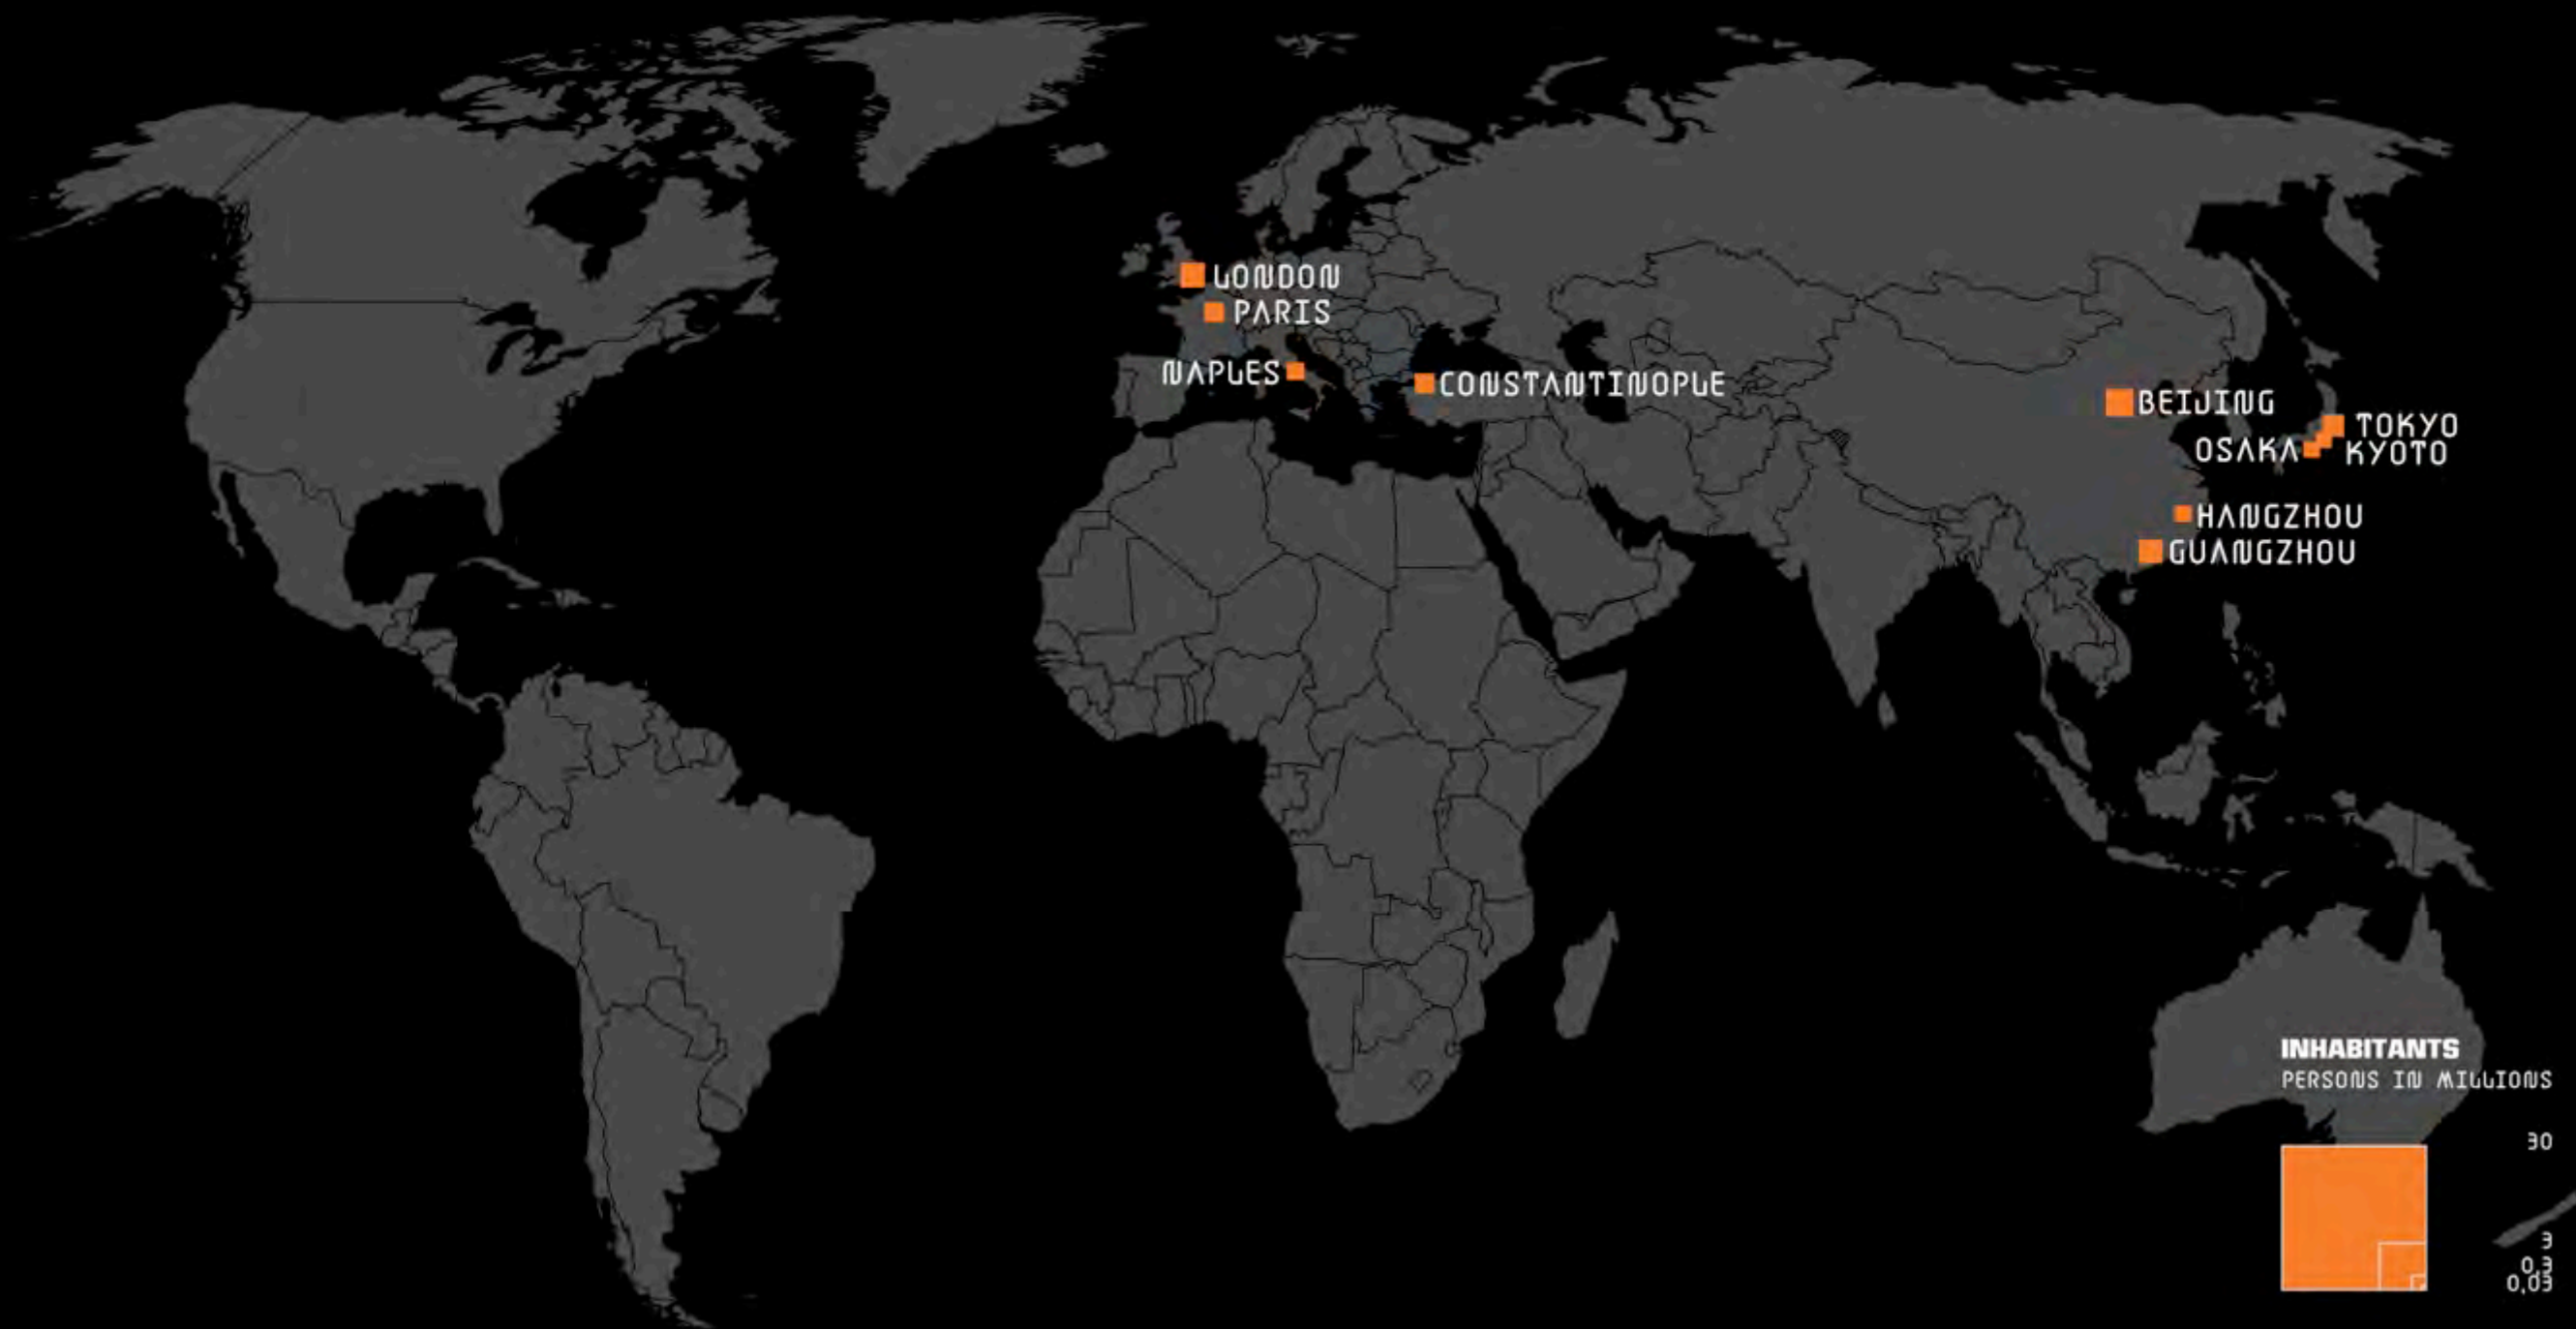 LONDON
PARIS
NAPLES
CONSTANTINOPLE
BEIJING
TOKYO
OSAKA
KYOTO
HANGZHOU
GUANGZHOU
INHABITANTS
PERSONS IN MILLIONS
30
3
0,3
0,03